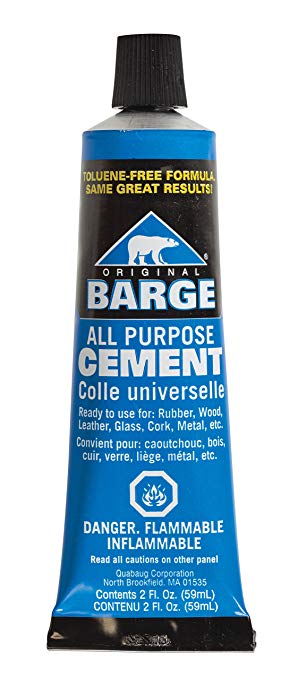 TOLUENE-FREE FORMULA,
SAME GREAT RESULTS!
®
ORIGINAL
BARGE
ALL PURPOSE
CEMENT
Colle universelle
Ready to use for: Rubber, Wood,
Leather, Glass, Cork, Metal, etc.
Convient pour: caoutchouc, bois,
cuir, verre, liège, métal, etc.
DANGER. FLAMMABLE
INFLAMMABLE
Read all cautions on other panel
Quabaug Corporation
North Brookfield, MA 01535
Contents 2 Fl. Oz. (59mL)
CONTENU 2 Fl. Oz. (59mL)